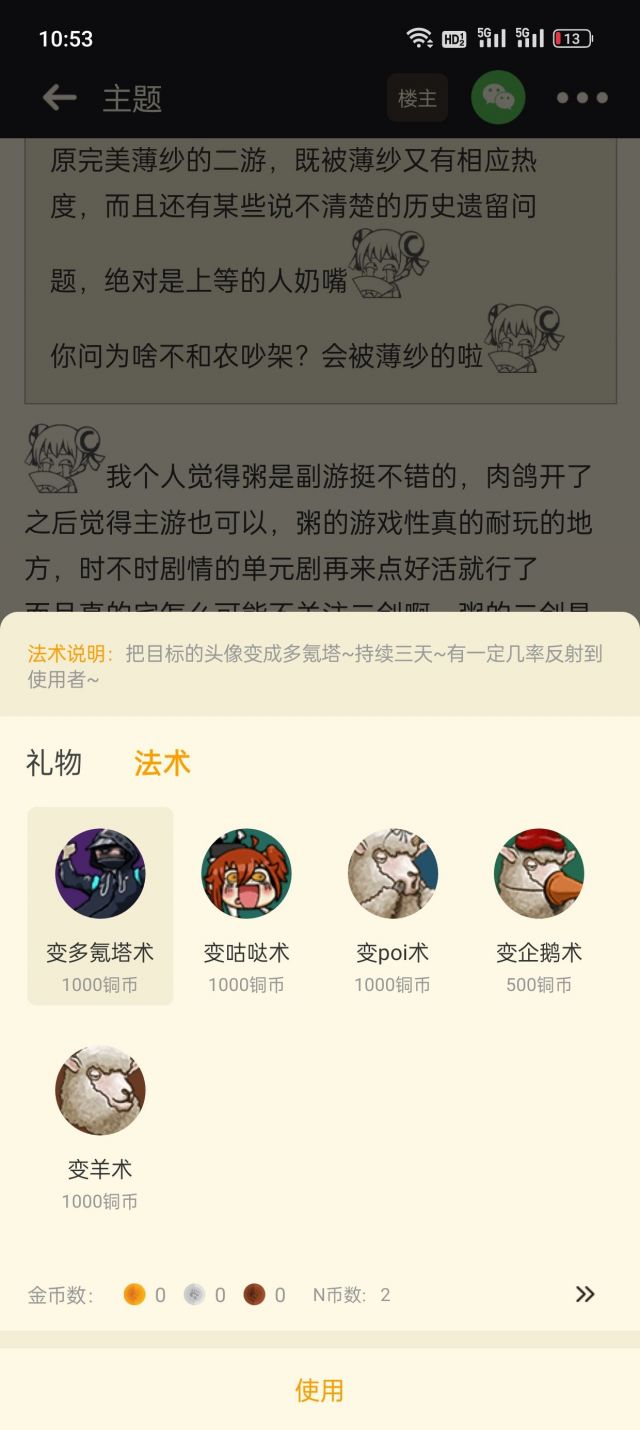 10:53
HD 5G 5G 13
主题
楼主
原完美薄纱的二游，既被薄纱又有相应热
度，而且还有某些说不清楚的历史遗留问
题，绝对是上等的人奶嘴
你问为啥不和农吵架？会被薄纱的啦
我个人觉得粥是副游挺不错的，肉鸽开了
之后觉得主游也可以，粥的游戏性真的耐玩的地
方，时不时剧情的单元剧再来点好活就行了
法术说明：把目标的头像变成多氪塔~持续三天~有一定几率反射到
使用者~
礼物 法术
变多氪塔术 变咕哒术 变poi术 变企鹅术
1000铜币 1000铜币 1000铜币 500铜币
变羊术
1000铜币
金币数： 0 0 0 N币数: 2
使用